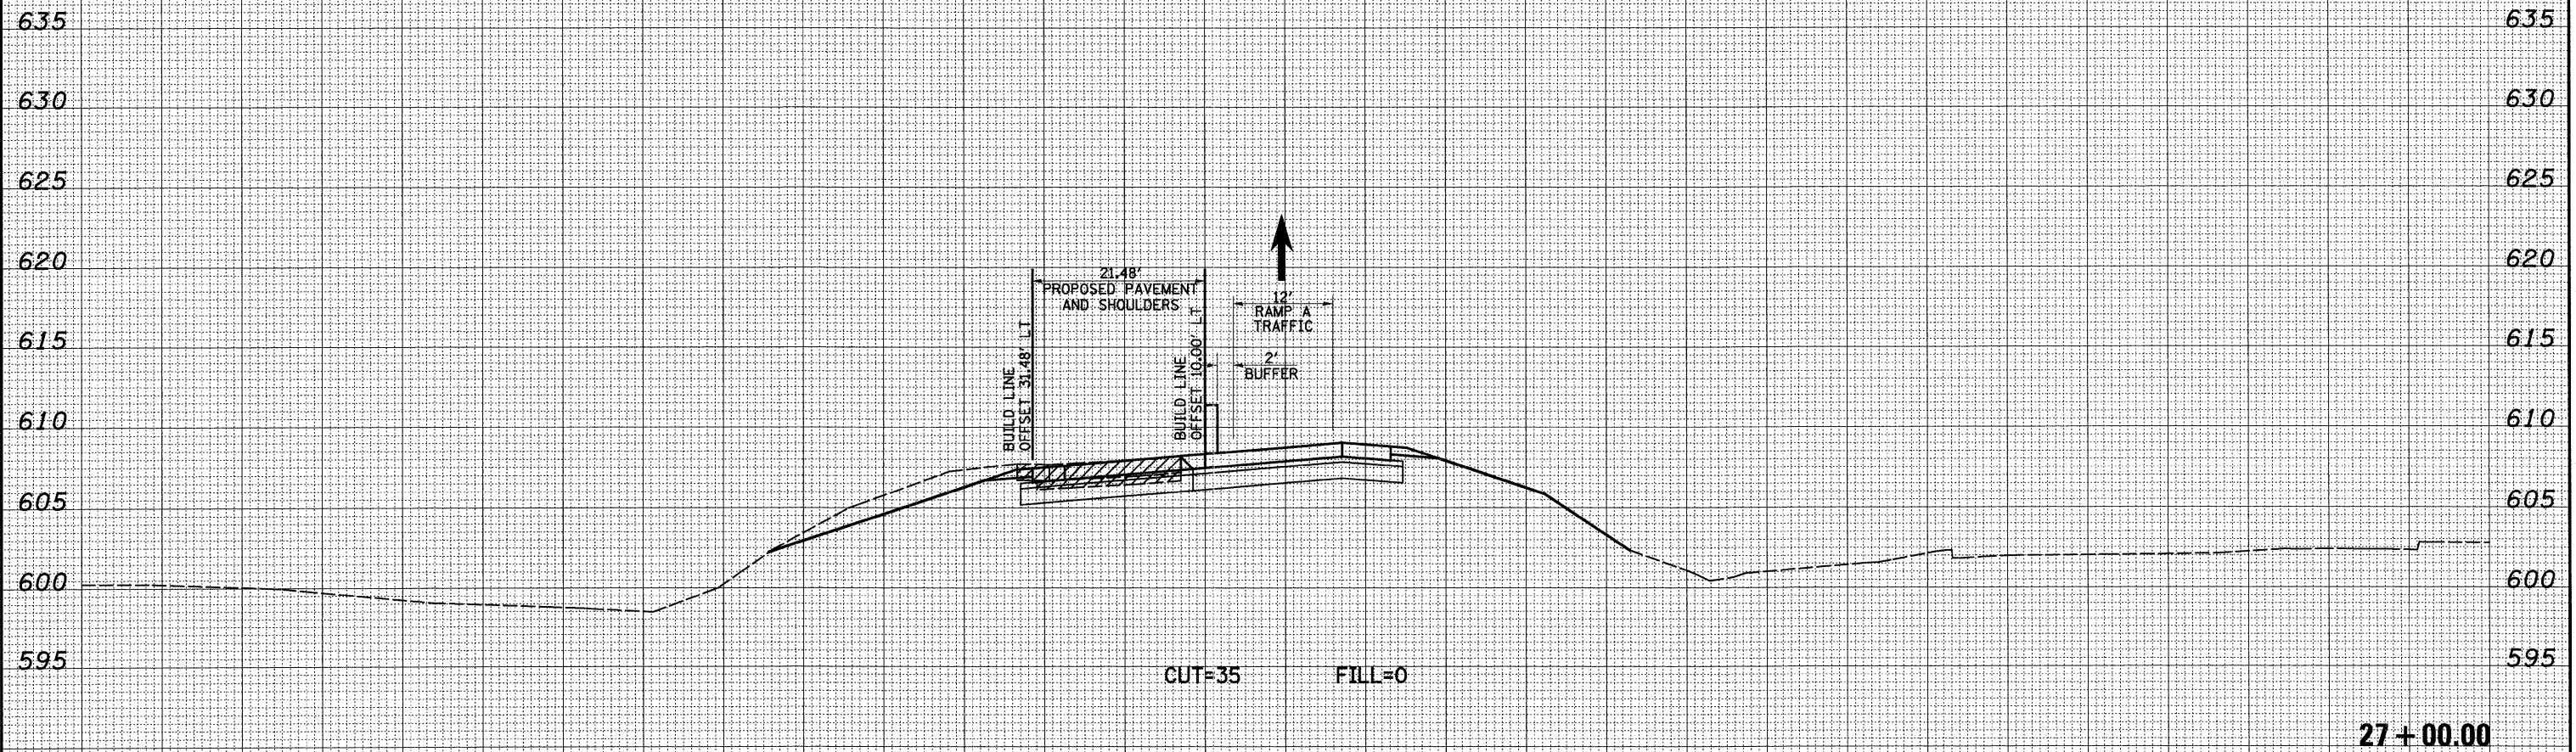 635 635
630 630
625 625
620 620
21.48'
PROPOSED PAVEMENT
AND SHOULDERS
12'
RAMP A
TRAFFIC
615 615
2'
BUFFER
BUILD LINE
OFFSET 31.48' LT
BUILD LINE
OFFSET 10.00' LT
610 610
605 605
600 600
595 595
CUT=35 FILL=0
27+00.00